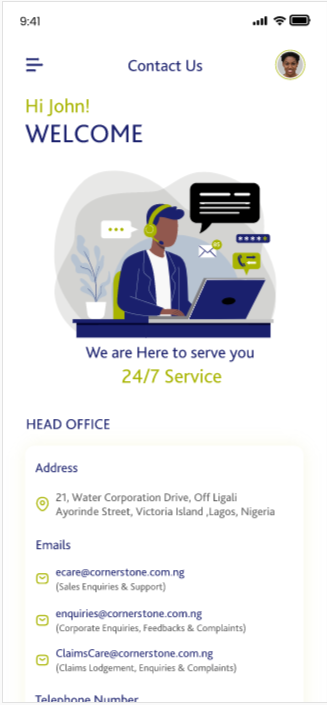 9:41
Contact Us
Hi John!
WELCOME
We are Here to serve you
24/7 Service
HEAD OFFICE
Address
21, Water Corporation Drive, Off Ligali
Ayorinde Street, Victoria Island ,Lagos, Nigeria
Emails
ecare@cornerstone.com.ng
(Sales Enquiries & Support)
enquiries@cornerstone.com.ng
(Corporate Enquiries, Feedbacks & Complaints)
ClaimsCare@cornerstone.com.ng
(Claims Lodgement, Enquiries & Complaints)
Telephone Number